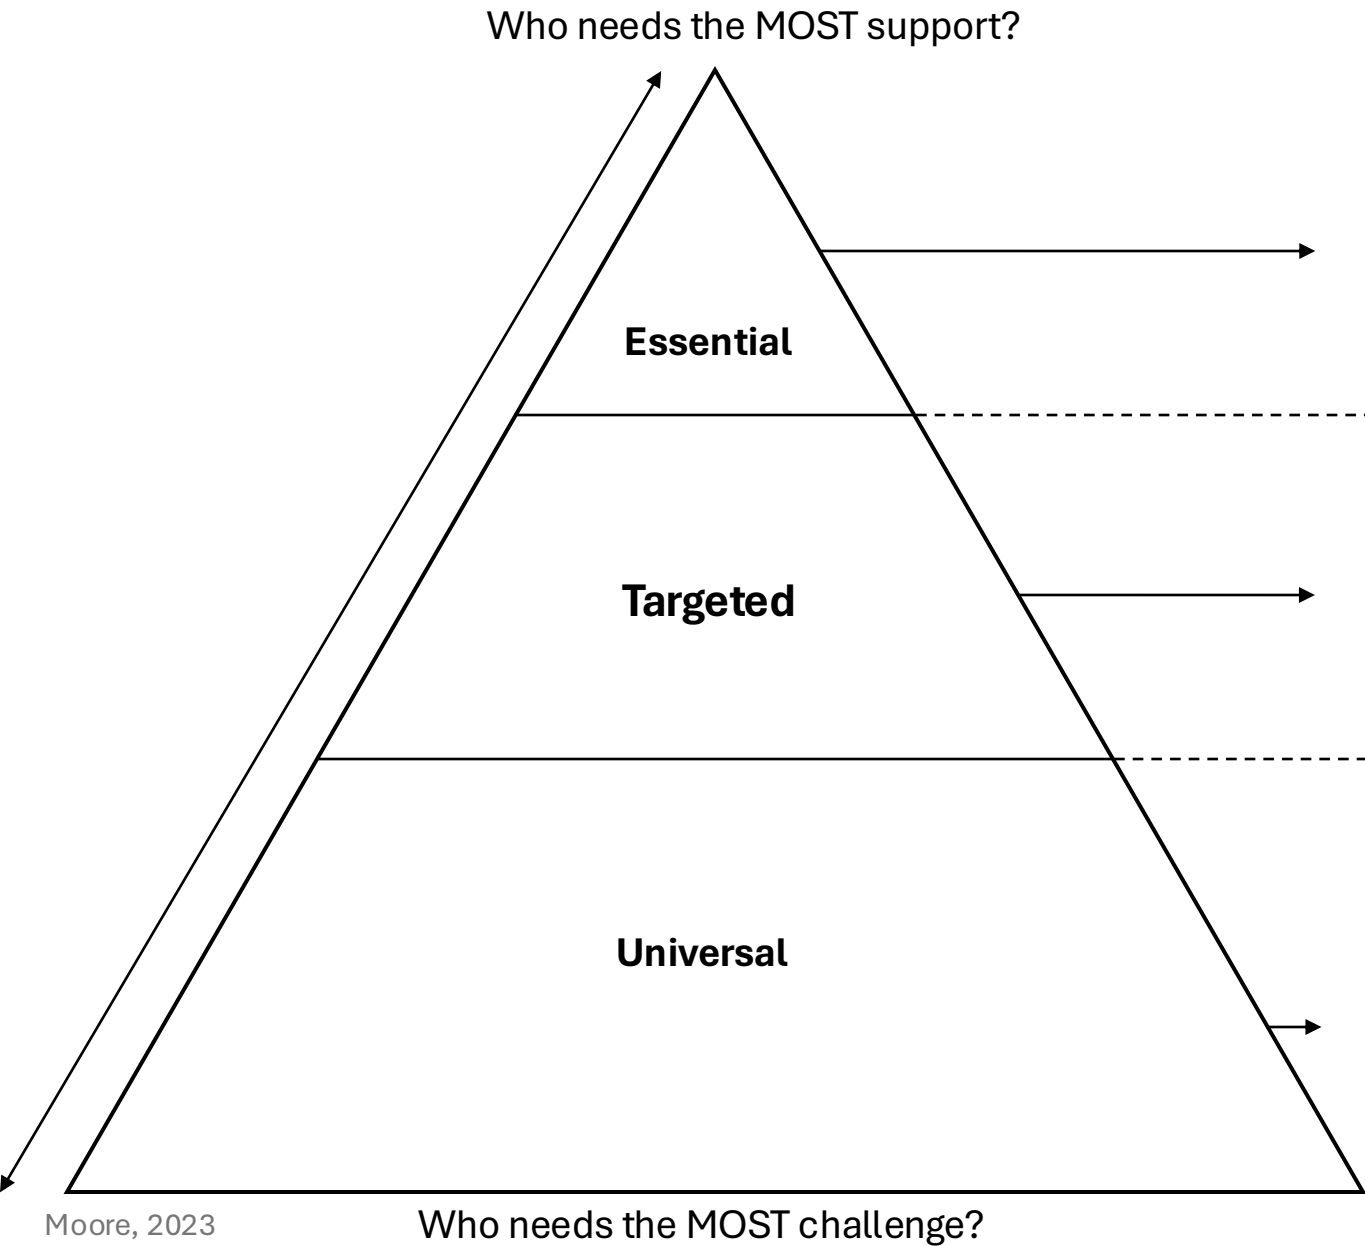 Who needs the MOST support?
Essential
Targeted
Universal
Moore, 2023
Who needs the MOST challenge?